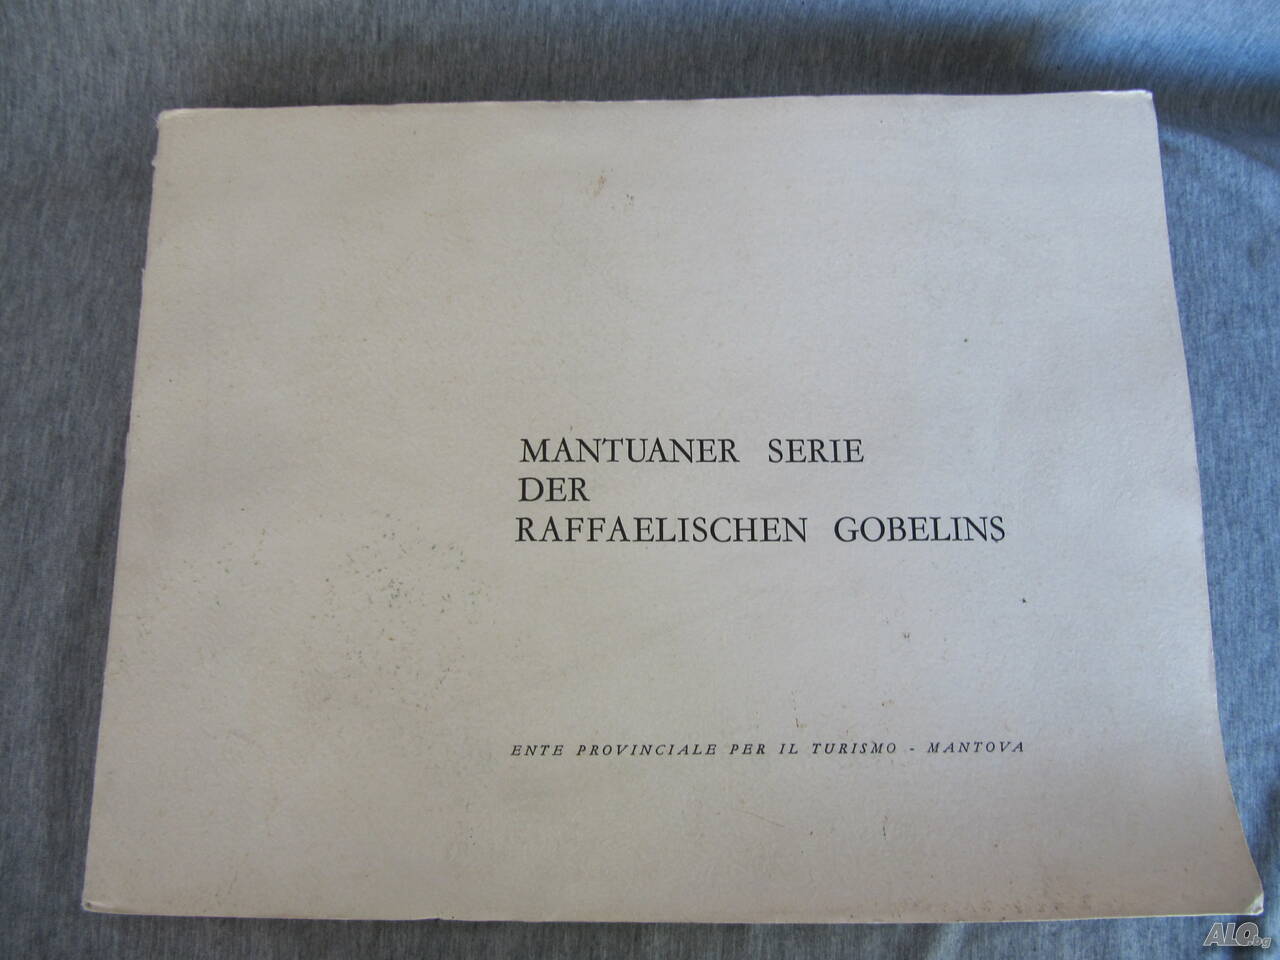 MANTUANER SERIE
DER
RAFFAELISCHEN GOBELINS
ENTE PROVINCIALE PER IL TURISMO - MANTOVA
ALO.bg